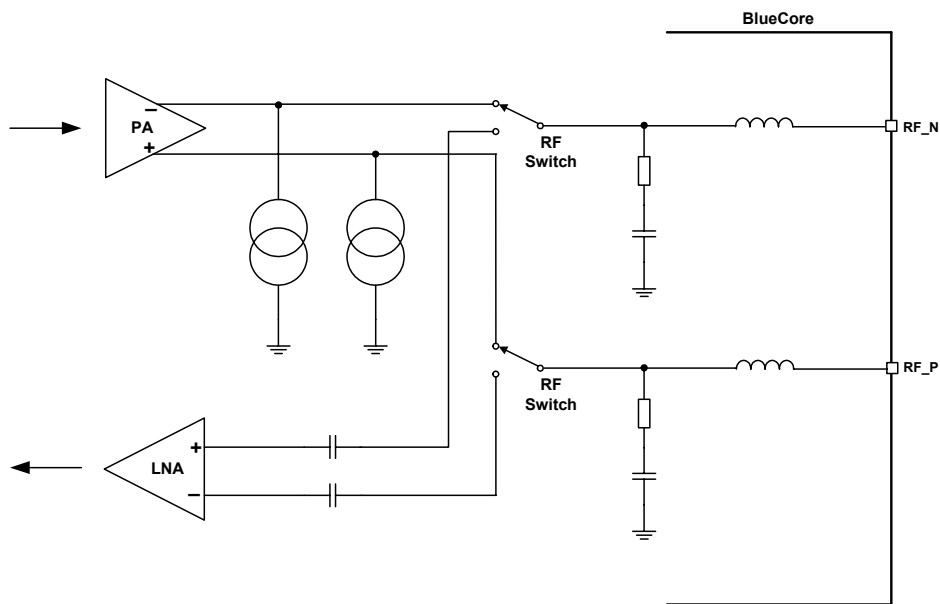 BlueCore
PA
−
+
RF
Switch
RF_N
RF
Switch
RF_P
LNA
+
−